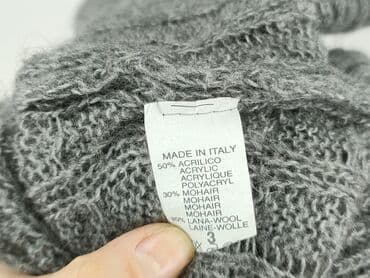 MADE IN ITALY
50% ACRILICO
ACRYLIC
ACRYLIQUE
POLYACRYL
30% MOHAIR
MOHAIR
MOHAIR
MOHAIR
LANA-WOOL
LAINE-WOLLE
3